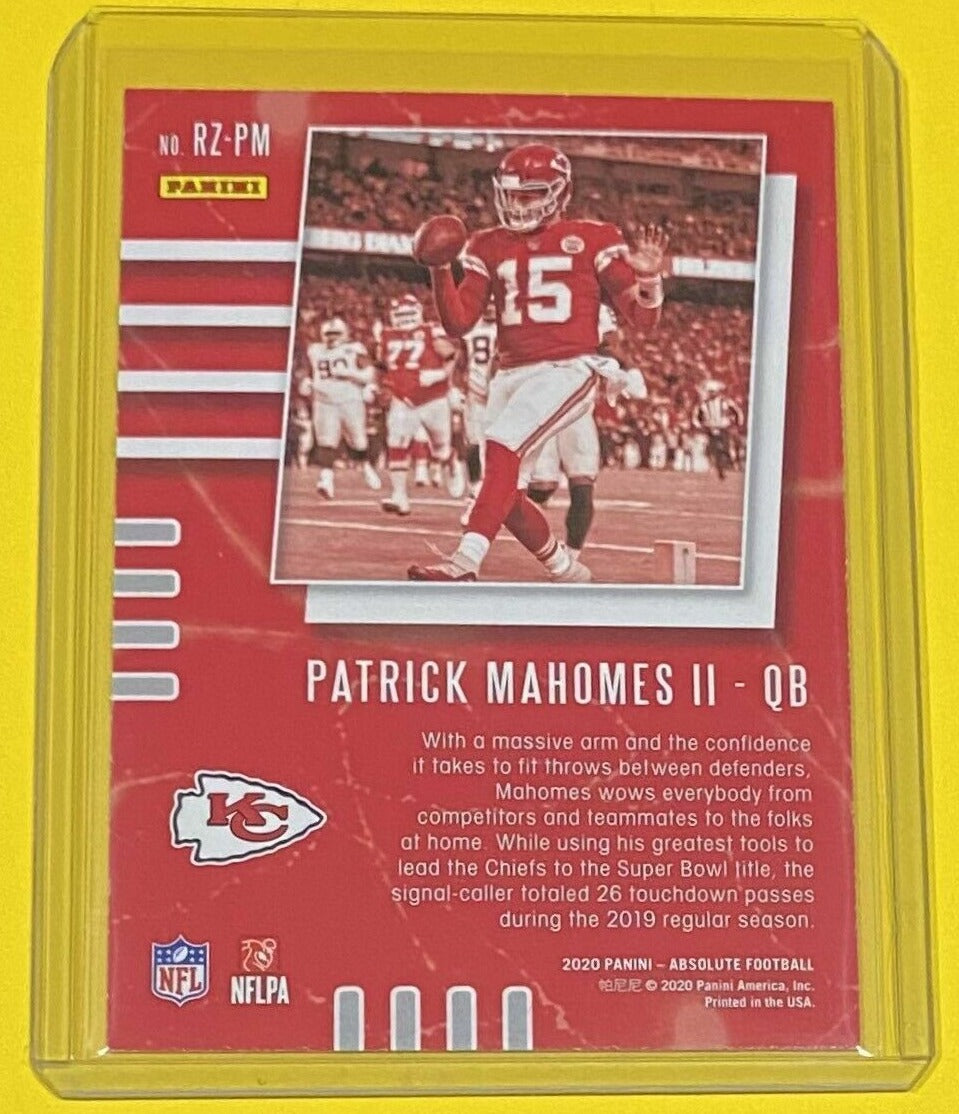 NO. RZ-PM
PANINI
15
77
8
KC
PATRICK MAHOMES II - QB
With a massive arm and the confidence
it takes to fit throws between defenders,
Mahomes wows everybody from
competitors and teammates to the folks
at home. While using his greatest tools to
lead the Chiefs to the Super Bowl title, the
signal-caller totaled 26 touchdown passes
during the 2019 regular season.
NFL
NFLPA
2020 PANINI – ABSOLUTE FOOTBALL
帕尼尼 © 2020 Panini America, Inc.
Printed in the USA.